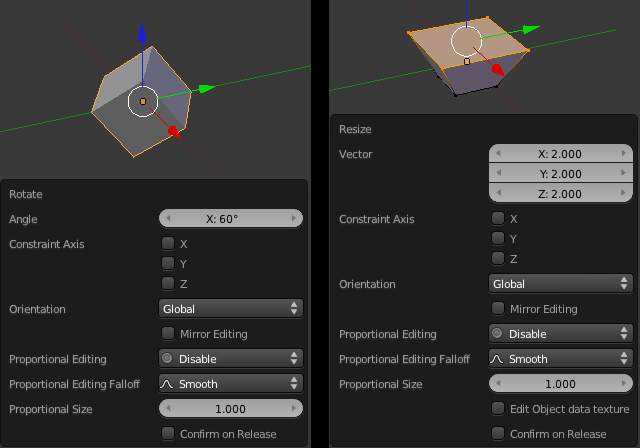 Rotate
Angle X: 60°
Constraint Axis X
Y
Z
Orientation Global
Mirror Editing
Proportional Editing Disable
Proportional Editing Falloff Smooth
Proportional Size 1.000
Confirm on Release
Resize
Vector X: 2.000
Y: 2.000
Z: 2.000
Constraint Axis X
Y
Z
Orientation Global
Mirror Editing
Proportional Editing Disable
Proportional Editing Falloff Smooth
Proportional Size 1.000
Edit Object data texture
Confirm on Release